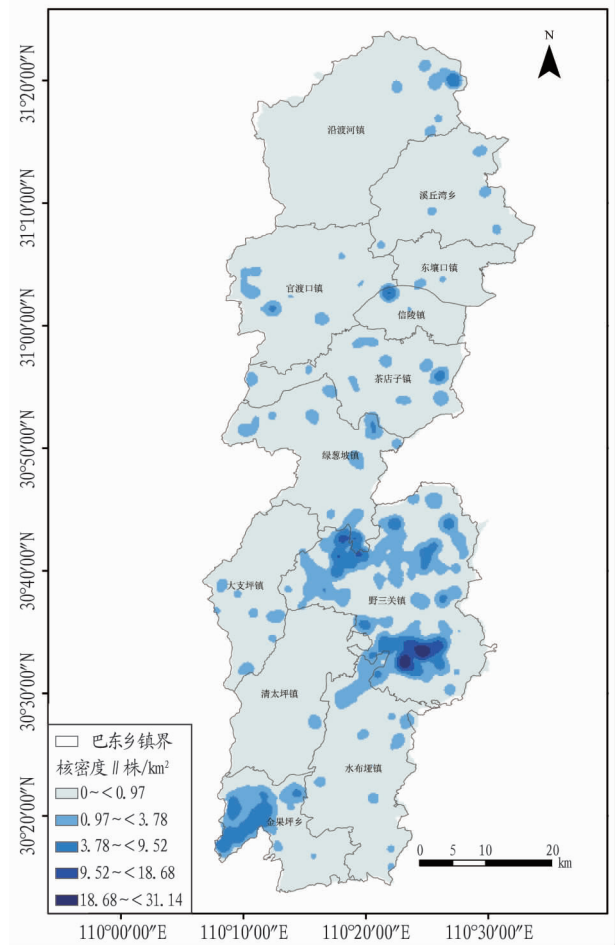 N
31°20′00″N
31°10′00″N
31°00′00″N
30°50′00″N
30°40′00″N
30°30′00″N
30°20′00″N
沿渡河镇
溪丘湾乡
东壤口镇
官渡口镇
信陵镇
茶店子镇
绿葱坡镇
大支坪镇
野三关镇
清太坪镇
水布垭镇
金果坪乡
巴东乡镇界
核密度∥株/km²
0~<0.97
0.97~<3.78
3.78~<9.52
9.52~<18.68
18.68~<31.14
0 5 10 20
km
110°00′00″N 110°10′00″N 110°20′00″N 110°30′00″N